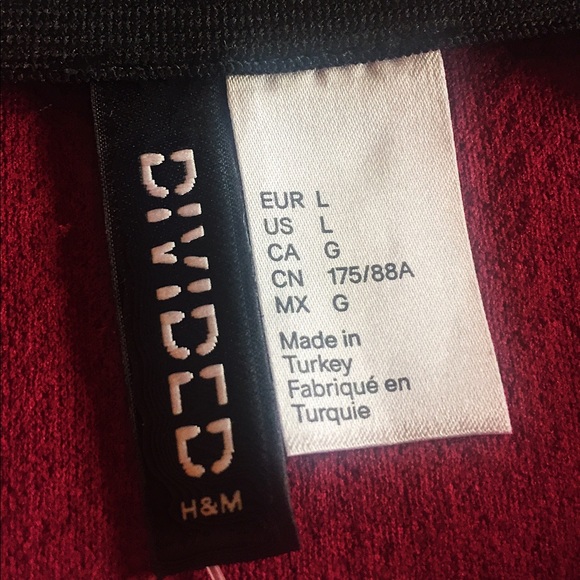 DIVIDED
H&M
EUR L
US L
CA G
CN 175/88A
MX G
Made in
Turkey
Fabriqué en
Turquie